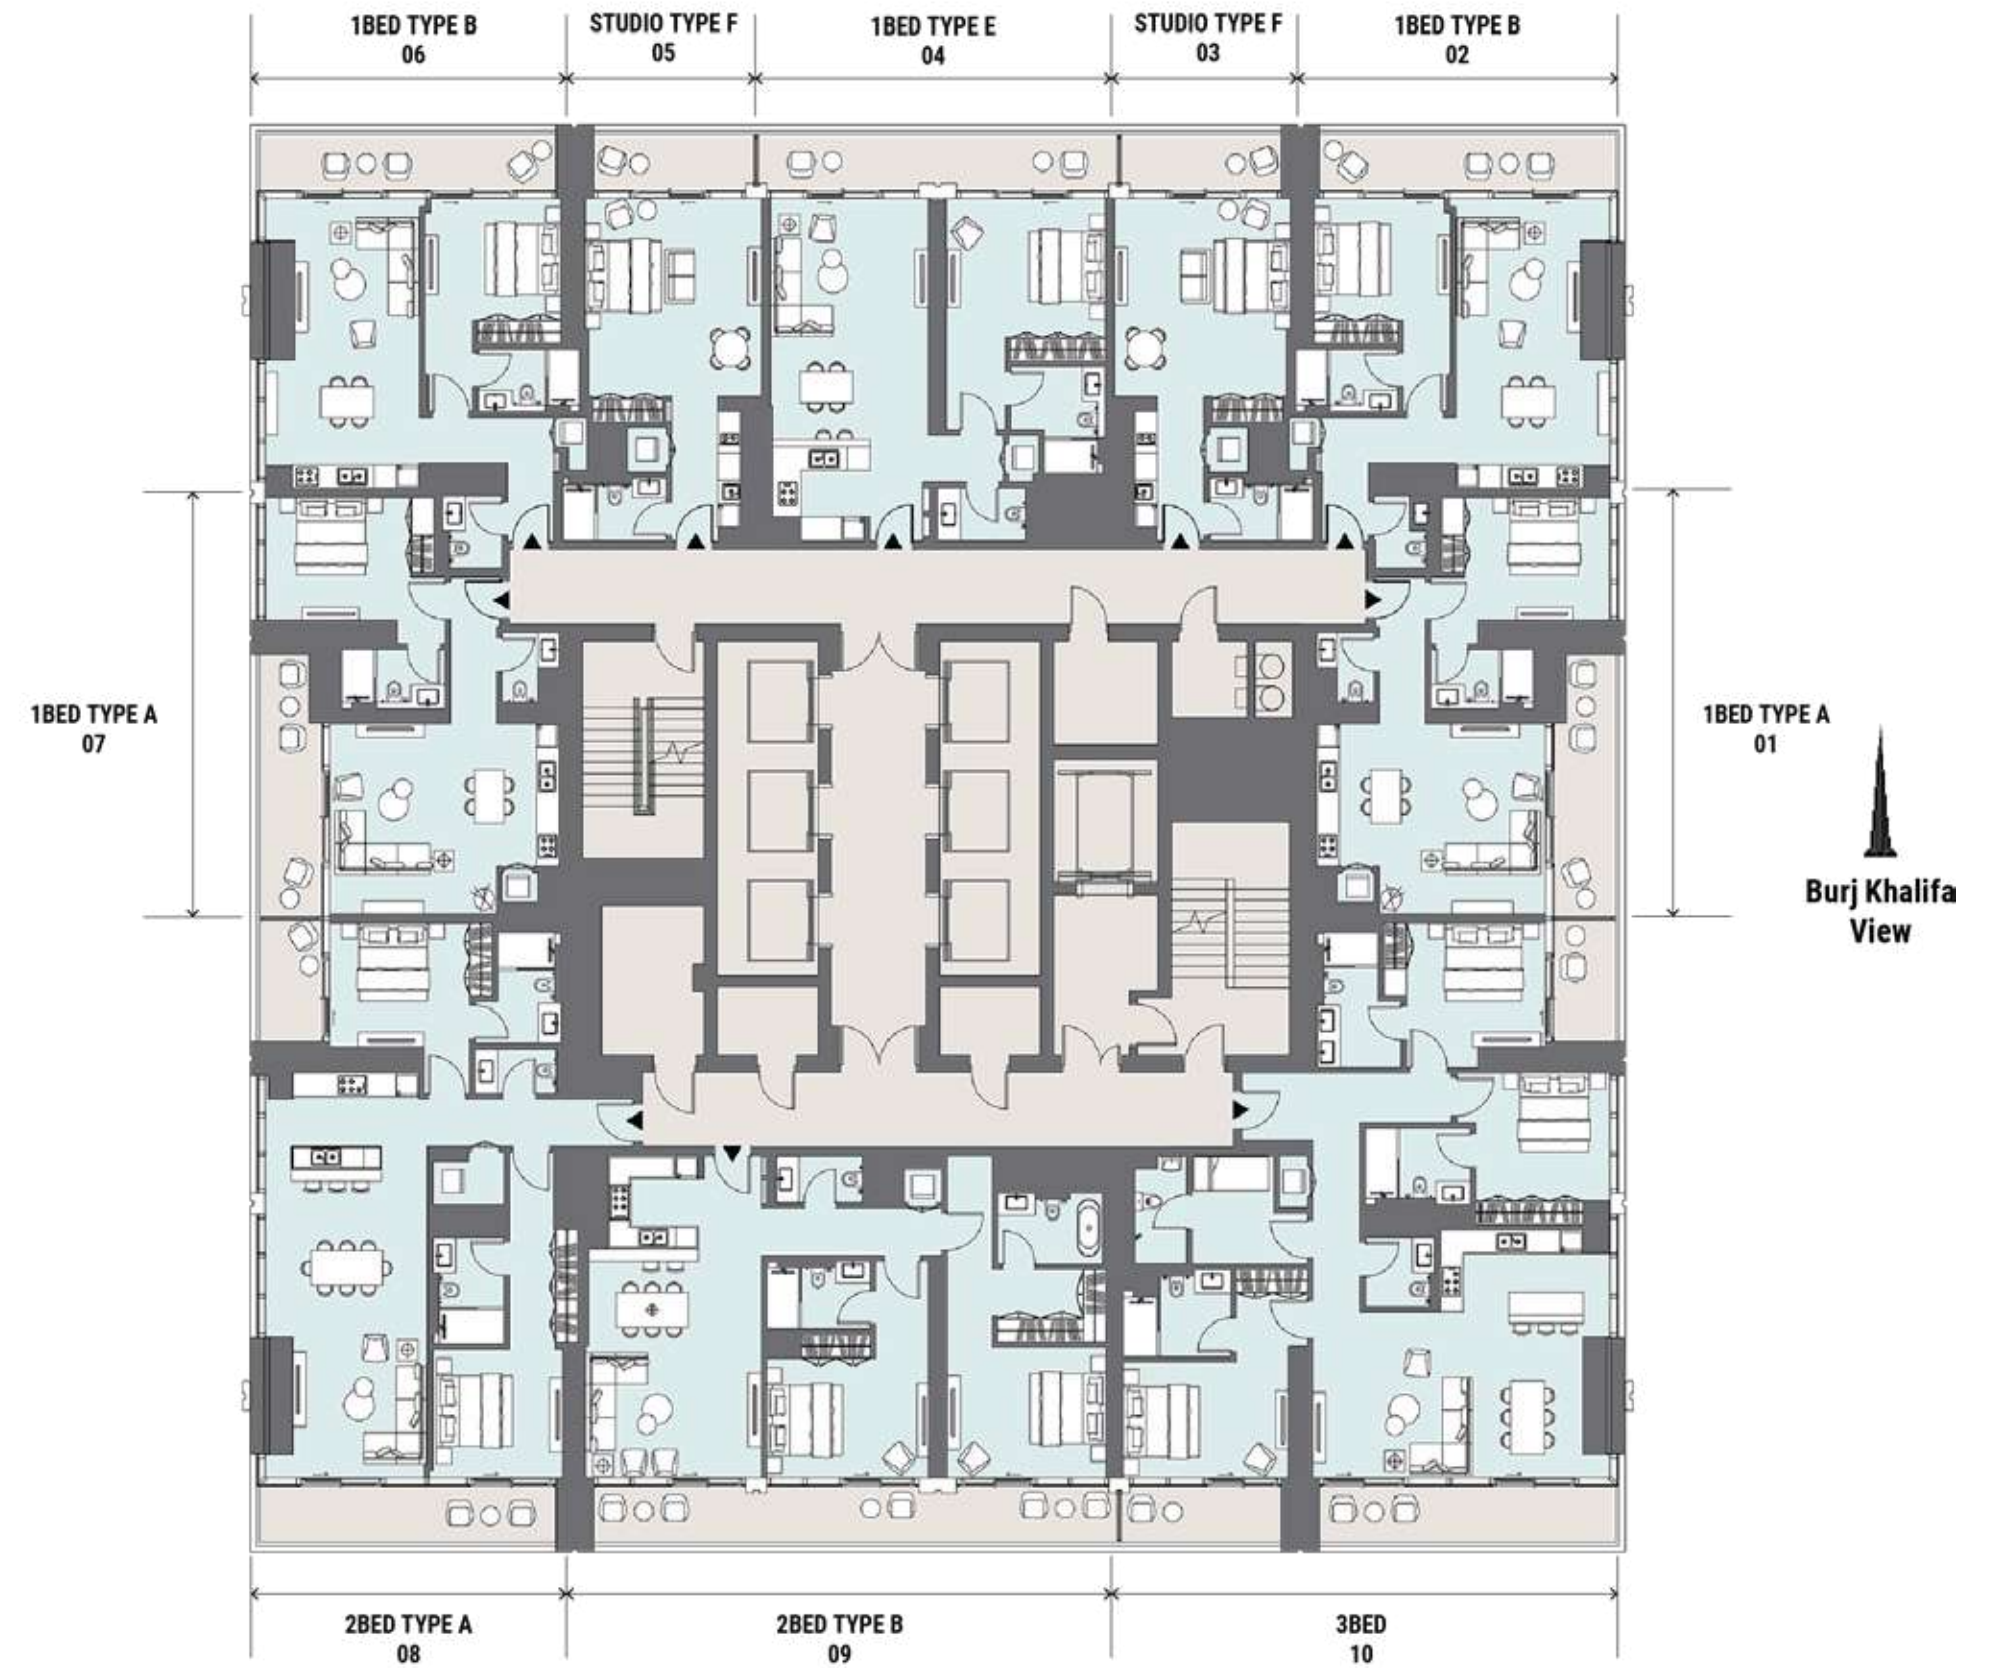 1BED TYPE B
06
STUDIO TYPE F
05
1BED TYPE E
04
STUDIO TYPE F
03
1BED TYPE B
02
1BED TYPE A
07
1BED TYPE A
01
Burj Khalifa
View
2BED TYPE A
08
2BED TYPE B
09
3BED
10